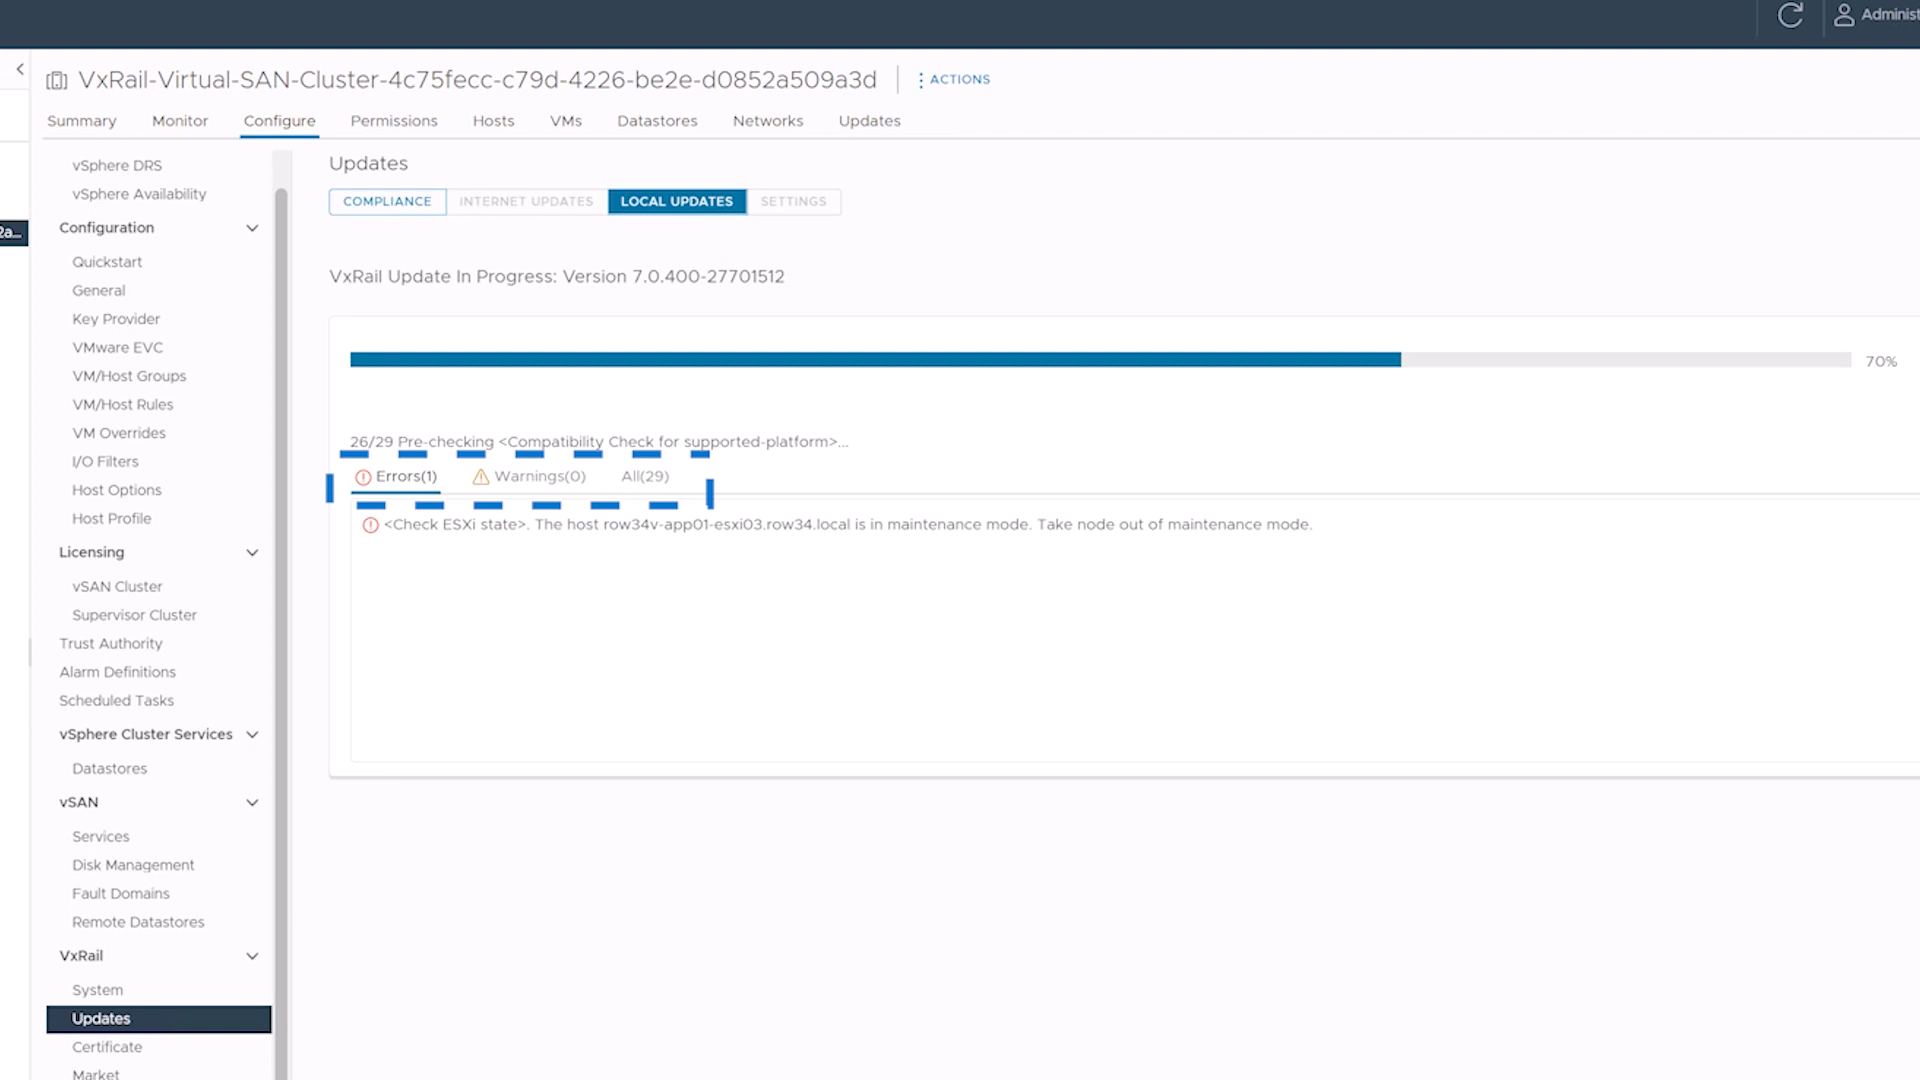 Administ
VxRail-Virtual-SAN-Cluster-4c75fecc-c79d-4226-be2e-d0852a509a3d
ACTIONS
Summary Monitor Configure Permissions Hosts VMs Datastores Networks Updates
2a...
vSphere DRS
vSphere Availability
Configuration
Quickstart
General
Key Provider
VMware EVC
VM/Host Groups
VM/Host Rules
VM Overrides
I/O Filters
Host Options
Host Profile
Licensing
vSAN Cluster
Supervisor Cluster
Trust Authority
Alarm Definitions
Scheduled Tasks
vSphere Cluster Services
Datastores
vSAN
Services
Disk Management
Fault Domains
Remote Datastores
VxRail
System
Updates
Certificate
Market
Updates
COMPLIANCE INTERNET UPDATES LOCAL UPDATES SETTINGS
VxRail Update In Progress: Version 7.0.400-27701512
70%
26/29 Pre-checking <Compatibility Check for supported-platform>...
Errors(1) Warnings(0) All(29)
<Check ESXi state>. The host row34v-app01-esxi03.row34.local is in maintenance mode. Take node out of maintenance mode.